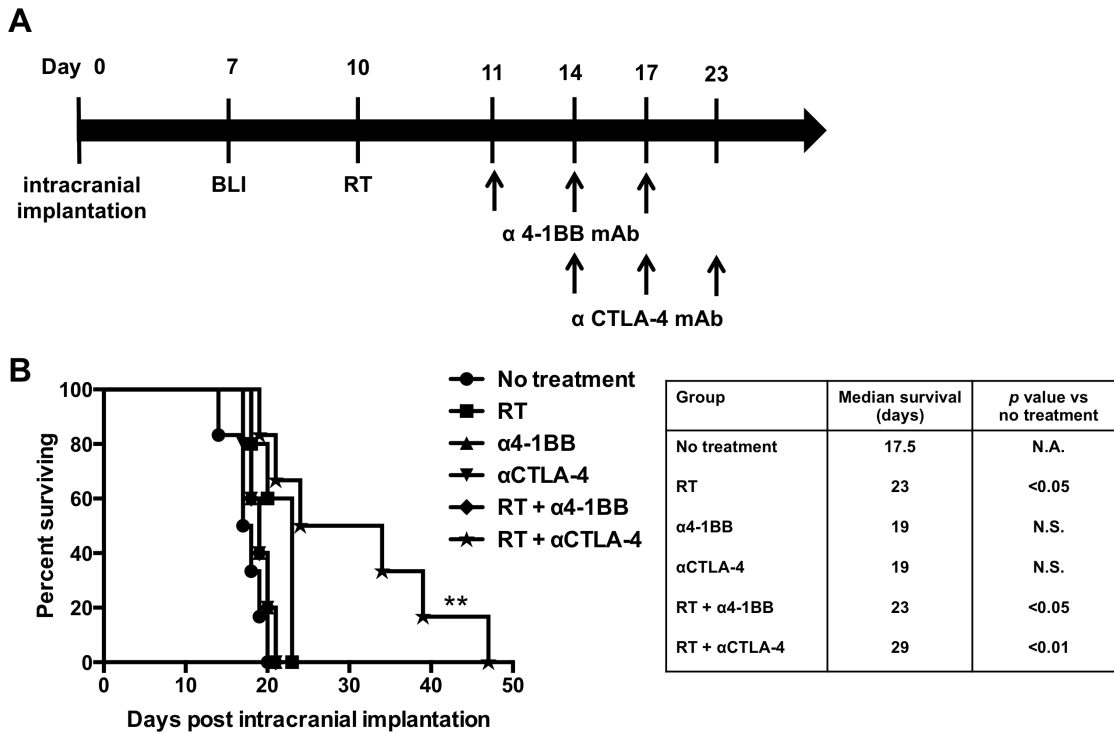 A
Day 0 7 10 11 14 17 23
intracranial
implantation
BLI
RT
α 4-1BB mAb
α CTLA-4 mAb
B
Percent surviving
100
80
60
40
20
0
0 10 20 30 40 50
Days post intracranial implantation
**
No treatment
RT
α4-1BB
αCTLA-4
RT + α4-1BB
RT + αCTLA-4
Group Median survival p value vs
(days) no treatment
No treatment 17.5 N.A.
RT 23 <0.05
α4-1BB 19 N.S.
αCTLA-4 19 N.S.
RT + α4-1BB 23 <0.05
RT + αCTLA-4 29 <0.01